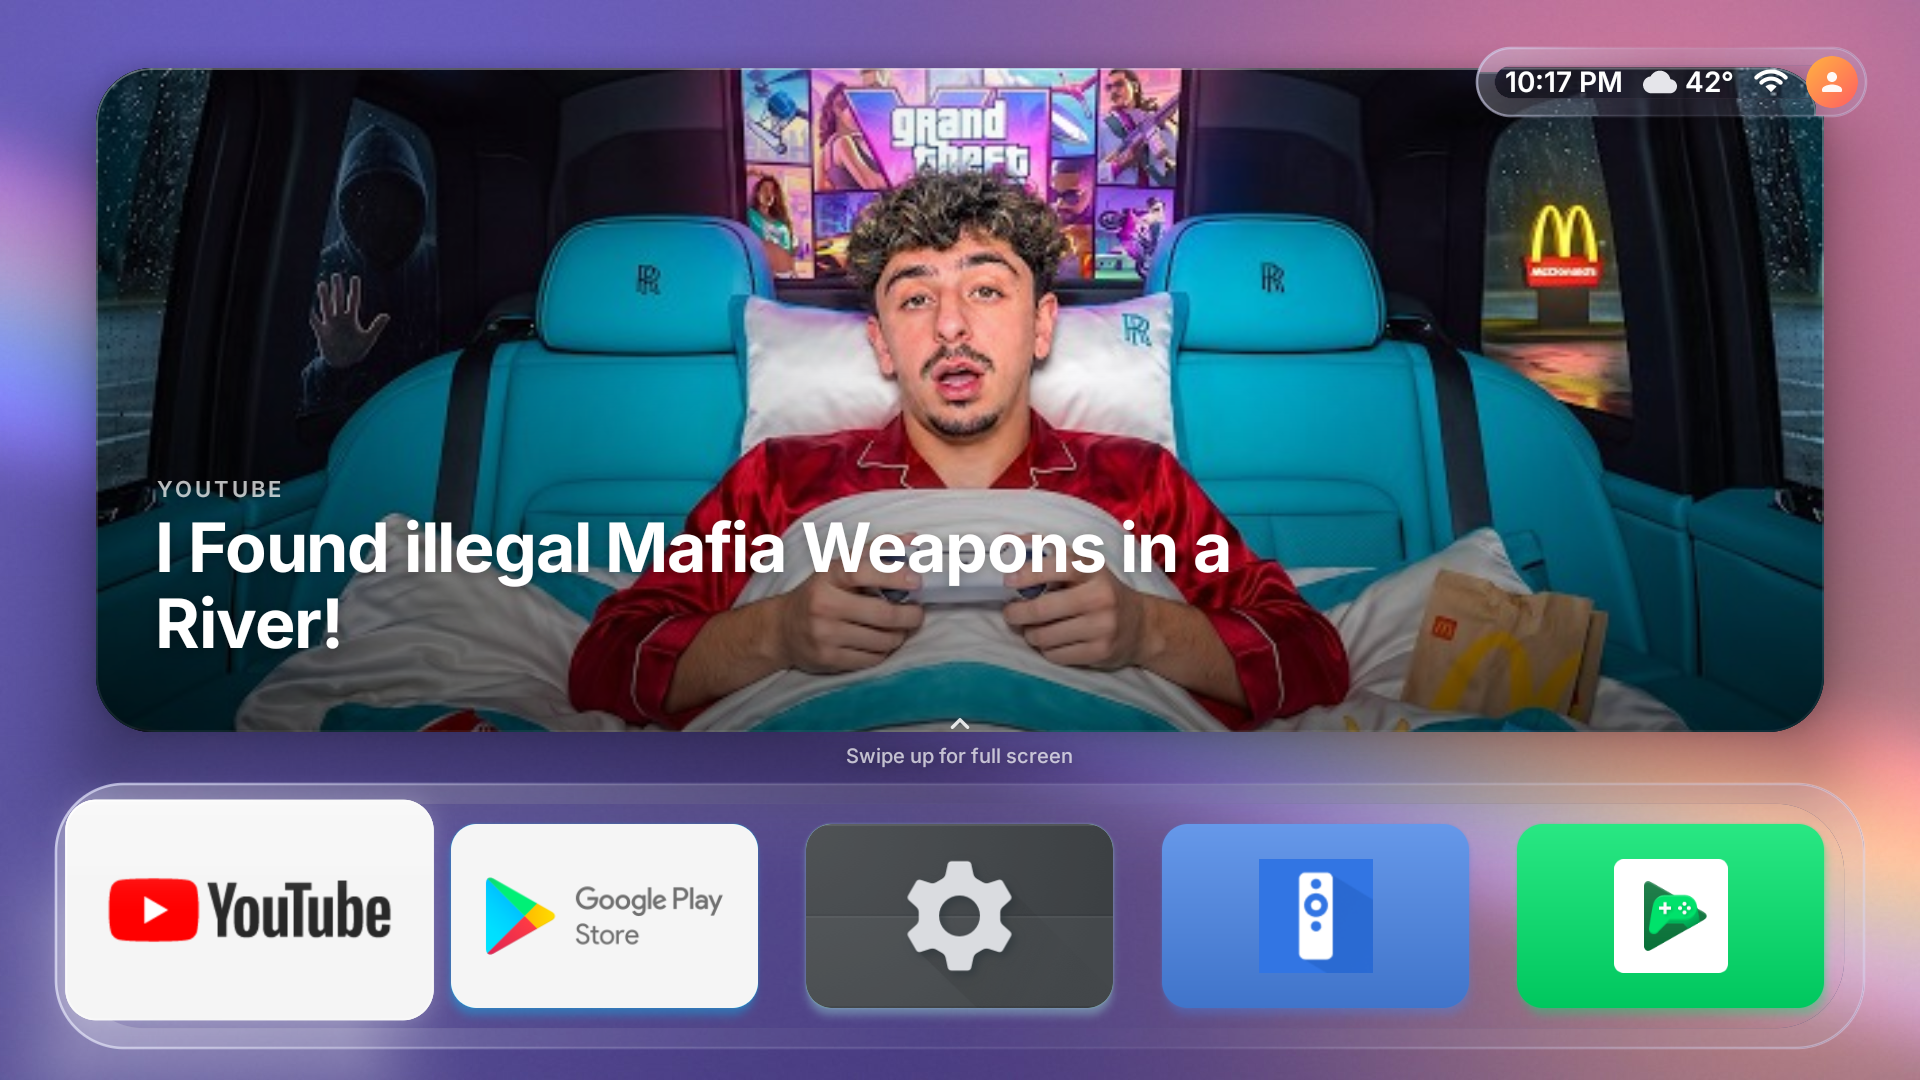 10:17 PM 42°
grand
theft
McDonald's
YOUTUBE
I Found illegal Mafia Weapons in a
River!
Swipe up for full screen
YouTube
Google Play
Store